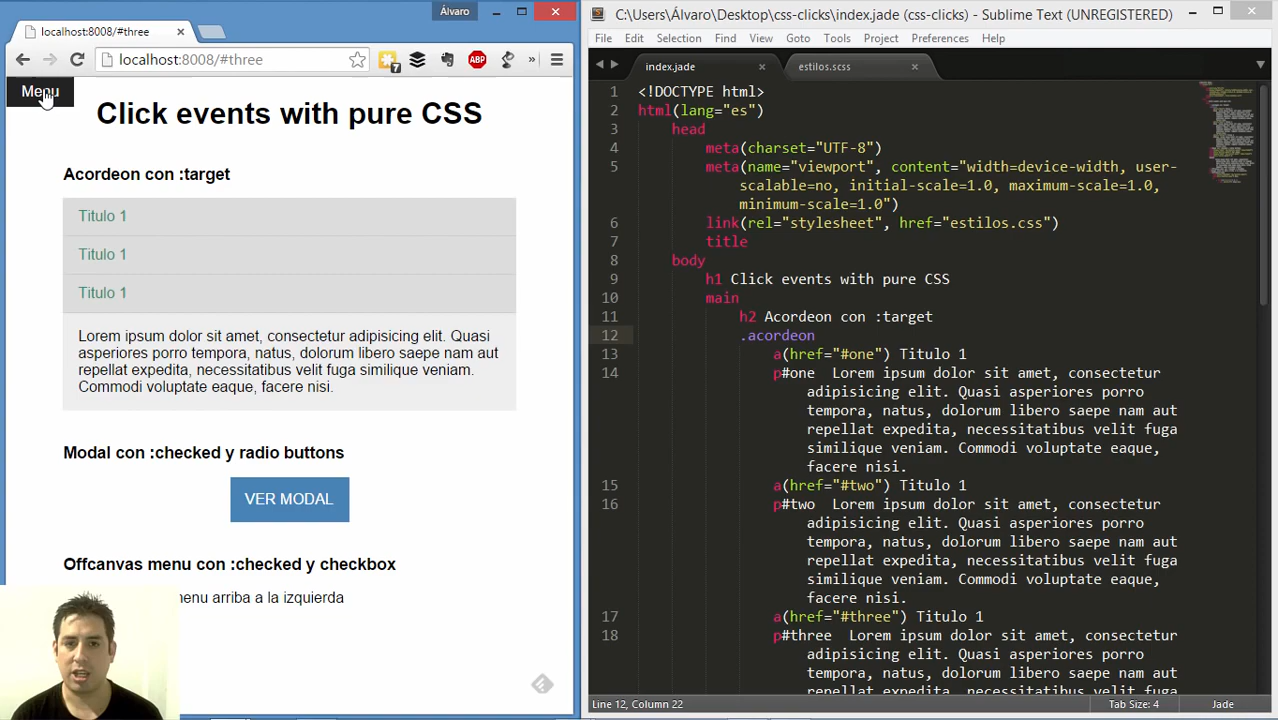 Álvaro
localhost:8008/#three
localhost:8008/#three
7
ABP
»
Menu
Click events with pure CSS
Acordeon con :target
Titulo 1
Titulo 1
Titulo 1
Lorem ipsum dolor sit amet, consectetur adipisicing elit. Quasi
asperiores porro tempora, natus, dolorum libero saepe nam aut
repellat expedita, necessitatibus velit fuga similique veniam.
Commodi voluptate eaque, facere nisi.
Modal con :checked y radio buttons
VER MODAL
Offcanvas menu con :checked y checkbox
menu arriba a la izquierda
C:\Users\Álvaro\Desktop\css-clicks\index.jade (css-clicks) - Sublime Text (UNREGISTERED)
File Edit Selection Find View Goto Tools Project Preferences Help
index.jade
estilos.scss
1 <!DOCTYPE html>
2 html(lang="es")
3 head
4 meta(charset="UTF-8")
5 meta(name="viewport", content="width=device-width, user-
scalable=no, initial-scale=1.0, maximum-scale=1.0,
minimum-scale=1.0")
6 link(rel="stylesheet", href="estilos.css")
7 title
8 body
9 h1 Click events with pure CSS
10 main
11 h2 Acordeon con :target
12 .acordeon
13 a(href="#one") Titulo 1
14 p#one Lorem ipsum dolor sit amet, consectetur
adipisicing elit. Quasi asperiores porro
tempora, natus, dolorum libero saepe nam aut
repellat expedita, necessitatibus velit fuga
similique veniam. Commodi voluptate eaque,
facere nisi.
15 a(href="#two") Titulo 1
16 p#two Lorem ipsum dolor sit amet, consectetur
adipisicing elit. Quasi asperiores porro
tempora, natus, dolorum libero saepe nam aut
repellat expedita, necessitatibus velit fuga
similique veniam. Commodi voluptate eaque,
facere nisi.
17 a(href="#three") Titulo 1
18 p#three Lorem ipsum dolor sit amet, consectetur
adipisicing elit. Quasi asperiores porro
tempora, natus, dolorum libero saepe nam aut
repellat expedita, necessitatibus velit fuga
Line 12, Column 22
Tab Size: 4
Jade